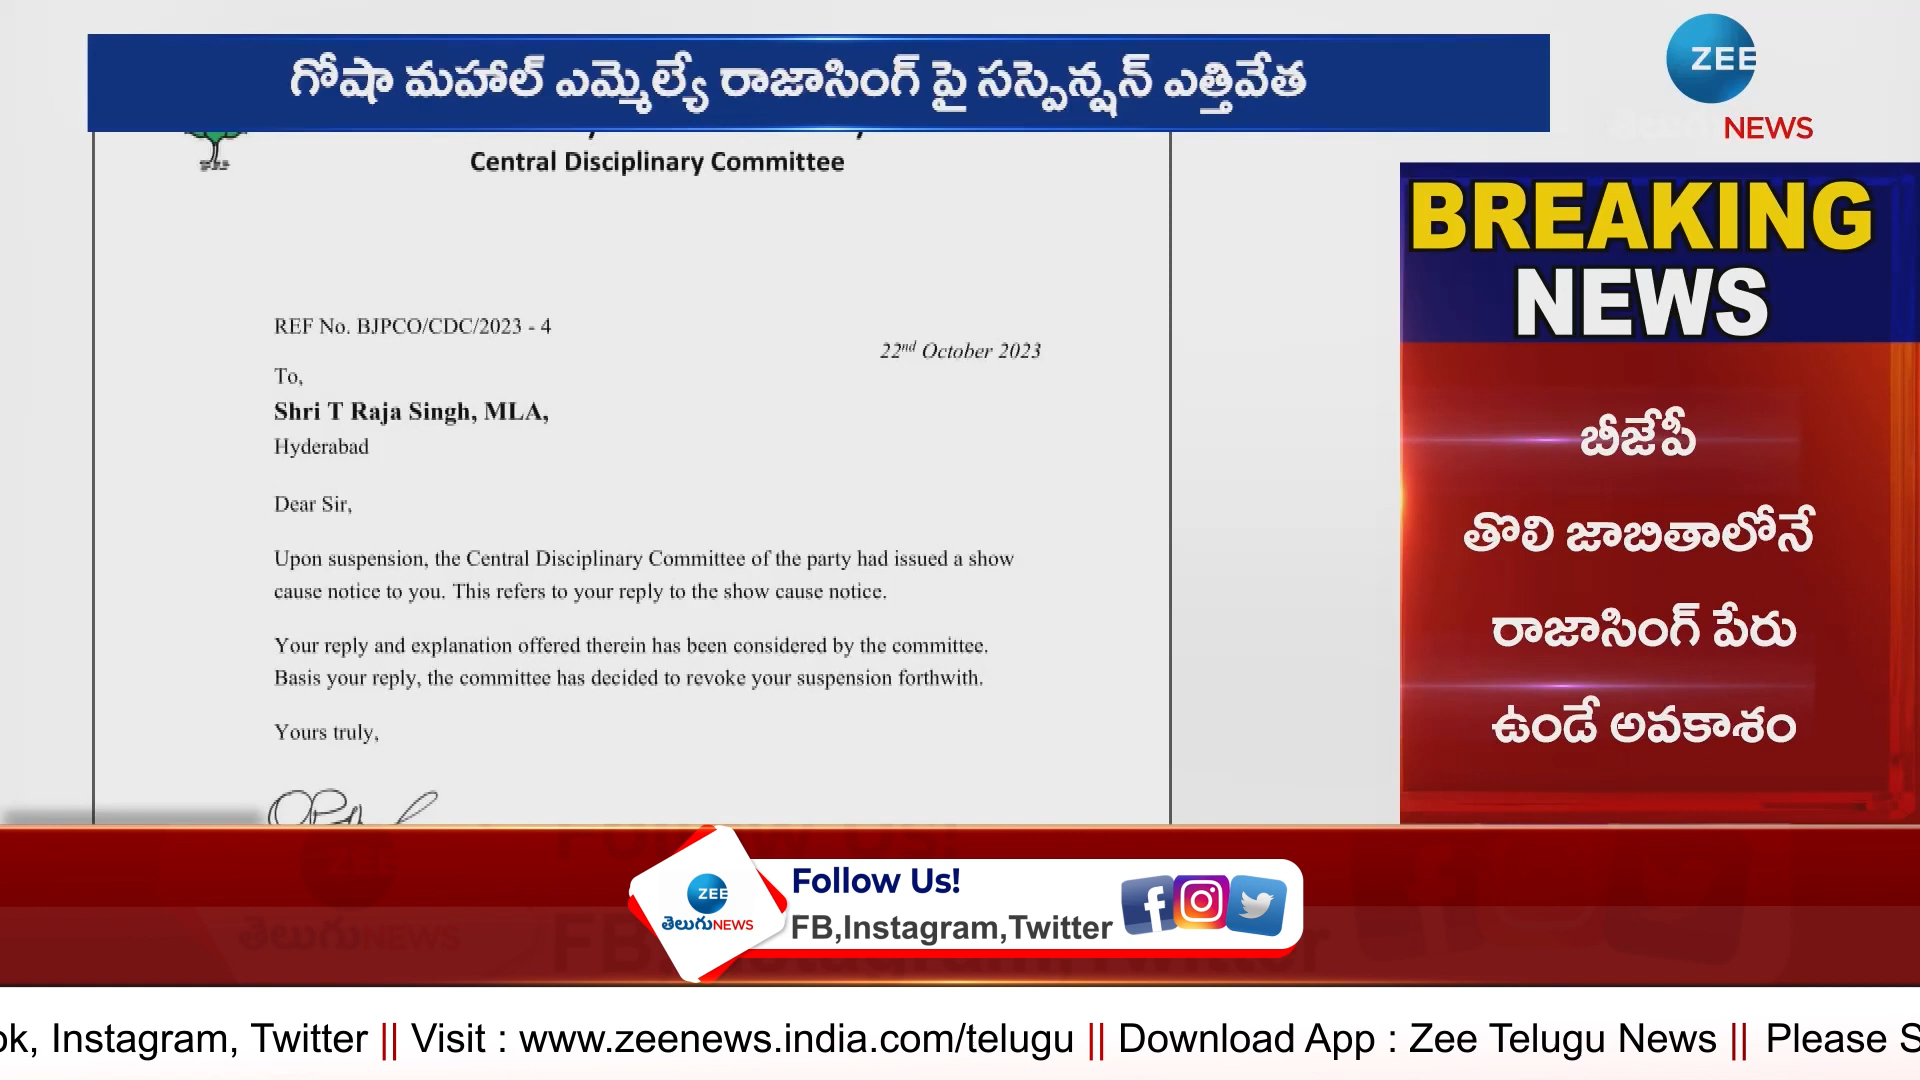 గోషా మహాల్ ఎమ్మెల్యే రాజాసింగ్ పై సస్పెన్షన్ ఎత్తివేత
ZEE
తెలుగు NEWS
Central Disciplinary Committee
REF No. BJPCO/CDC/2023 - 4
22nd October 2023
To,
Shri T Raja Singh, MLA,
Hyderabad
Dear Sir,
Upon suspension, the Central Disciplinary Committee of the party had issued a show
cause notice to you. This refers to your reply to the show cause notice.
Your reply and explanation offered therein has been considered by the committee.
Basis your reply, the committee has decided to revoke your suspension forthwith.
Yours truly,
BREAKING
NEWS
బీజేపీ
తొలి జాబితాలోనే
రాజాసింగ్ పేరు
ఉండే అవకాశం
ZEE
తెలుగు NEWS
Follow Us!
FB,Instagram,Twitter
ok, Instagram, Twitter || Visit : www.zeenews.india.com/telugu || Download App : Zee Telugu News || Please S